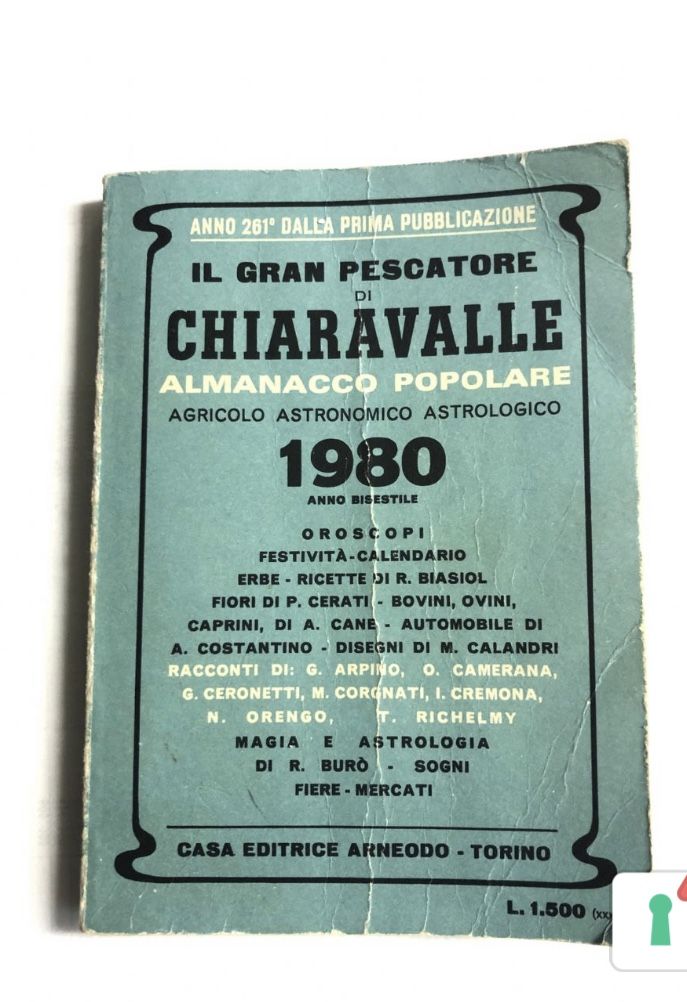 ANNO 261° DALLA PRIMA PUBBLICAZIONE
IL GRAN PESCATORE
DI
CHIARAVALLE
ALMANACCO POPOLARE
AGRICOLO ASTRONOMICO ASTROLOGICO
1980
ANNO BISESTILE
OROSCOPI
FESTIVITÀ-CALENDARIO
ERBE - RICETTE DI R. BIASIOL
FIORI DI P. CERATI - BOVINI, OVINI,
CAPRINI, DI A. CANE - AUTOMOBILE DI
A. COSTANTINO - DISEGNI DI M. CALANDRI
RACCONTI DI: G. ARPINO, O. CAMERANA,
G. CERONETTI, M. CORGNATI, I. CREMONA,
N. ORENGO, T. RICHELMY
MAGIA E ASTROLOGIA
DI R. BURÒ - SOGNI
FIERE - MERCATI
CASA EDITRICE ARNEODO - TORINO
L. 1.500